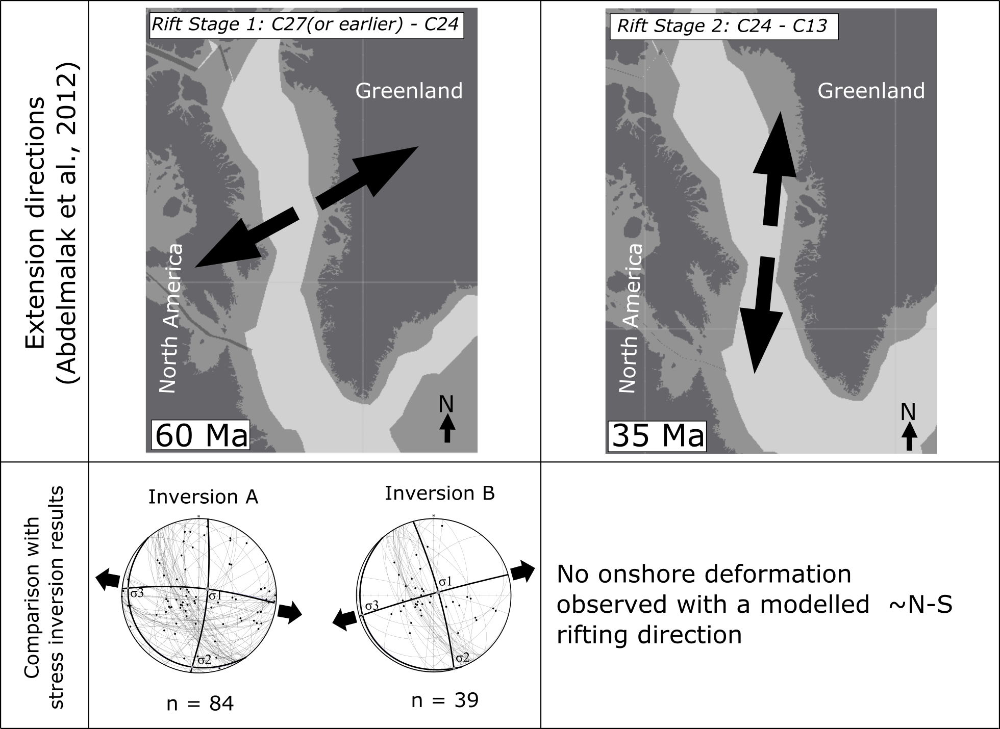 Extension directions
(Abdelmalak et al., 2012)
Rift Stage 1: C27(or earlier) - C24
Greenland
North America
N
60 Ma
Rift Stage 2: C24 - C13
Greenland
North America
N
35 Ma
Comparison with
stress inversion results
Inversion A
N
σ3
σ1
σ2
n = 84
Inversion B
N
σ1
σ3
σ2
n = 39
No onshore deformation
observed with a modelled ~N-S
rifting direction